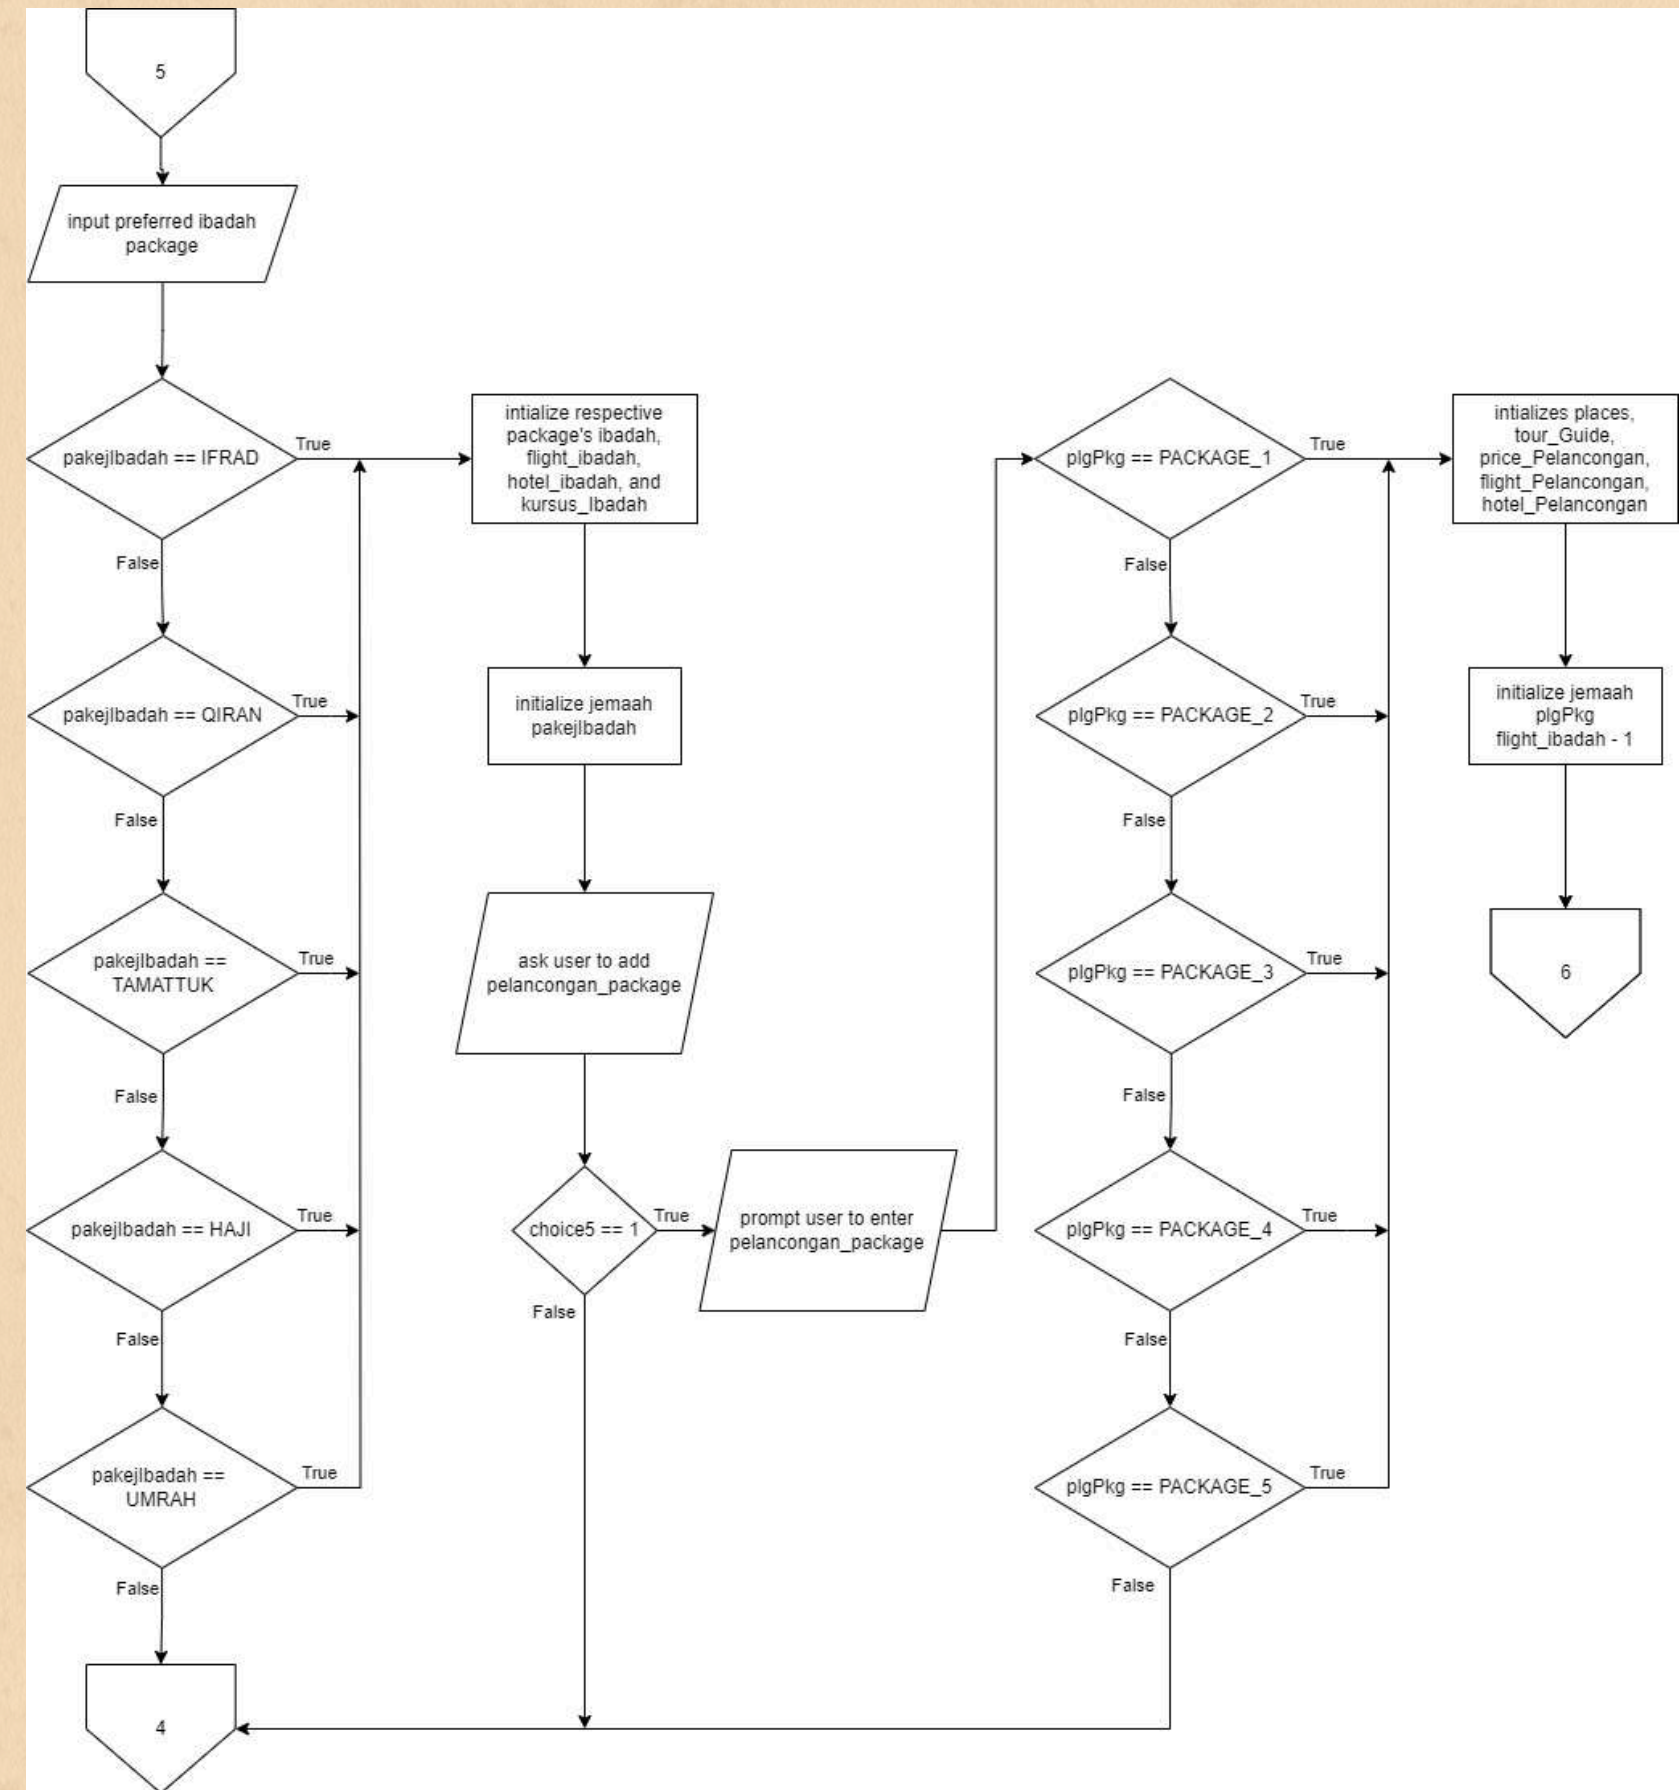 5
input preferred ibadah
package
pakejIbadah == IFRAD
True
False
pakejIbadah == QIRAN
True
False
pakejIbadah ==
TAMATTUK
True
False
pakejIbadah == HAJI
True
False
pakejIbadah ==
UMRAH
True
False
4
intialize respective
package's ibadah,
flight_ibadah,
hotel_ibadah, and
kursus_Ibadah
initialize jemaah
pakejIbadah
ask user to add
pelancongan_package
choice5 == 1
True
False
prompt user to enter
pelancongan_package
plgPkg == PACKAGE_1
True
False
plgPkg == PACKAGE_2
True
False
plgPkg == PACKAGE_3
True
False
plgPkg == PACKAGE_4
True
False
plgPkg == PACKAGE_5
True
False
intializes places,
tour_Guide,
price_Pelancongan,
flight_Pelancongan,
hotel_Pelancongan
initialize jemaah
plgPkg
flight_ibadah - 1
6